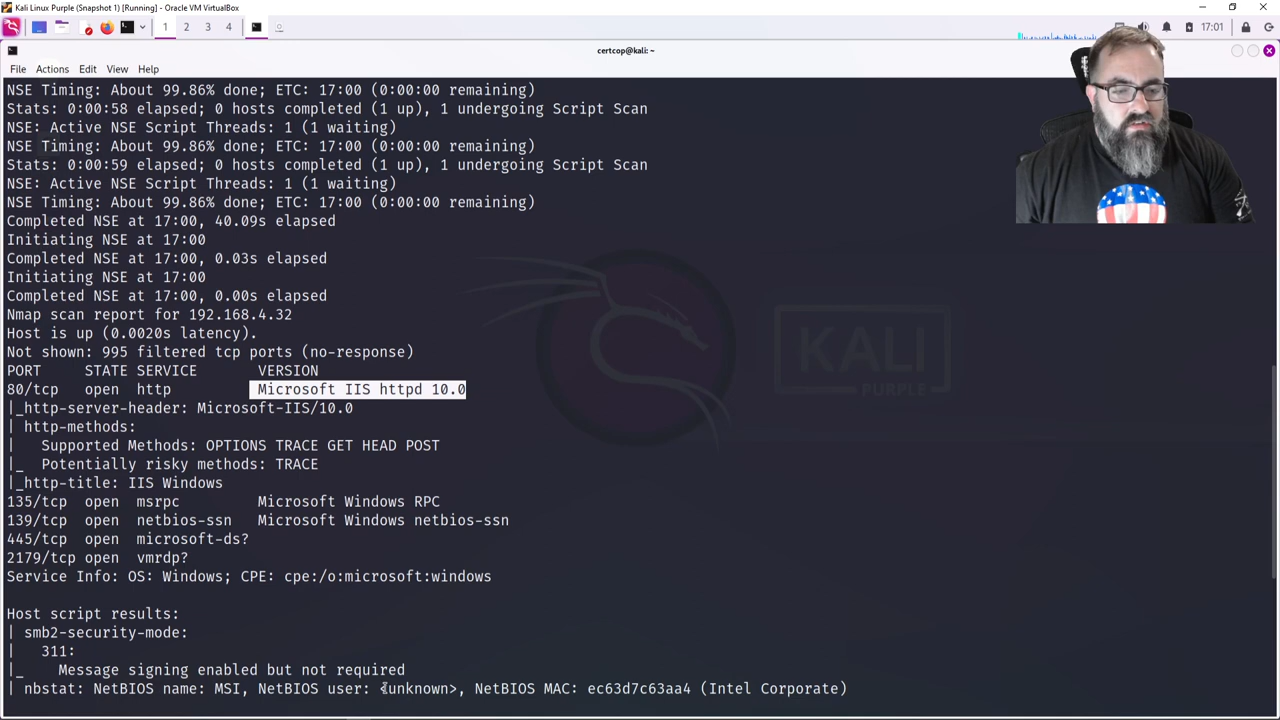 Kali Linux Purple (Snapshot 1) [Running] - Oracle VM VirtualBox
1 2 3 4
17:01
certcop@kali: ~
File Actions Edit View Help
NSE Timing: About 99.86% done; ETC: 17:00 (0:00:00 remaining)
Stats: 0:00:58 elapsed; 0 hosts completed (1 up), 1 undergoing Script Scan
NSE: Active NSE Script Threads: 1 (1 waiting)
NSE Timing: About 99.86% done; ETC: 17:00 (0:00:00 remaining)
Stats: 0:00:59 elapsed; 0 hosts completed (1 up), 1 undergoing Script Scan
NSE: Active NSE Script Threads: 1 (1 waiting)
NSE Timing: About 99.86% done; ETC: 17:00 (0:00:00 remaining)
Completed NSE at 17:00, 40.09s elapsed
Initiating NSE at 17:00
Completed NSE at 17:00, 0.03s elapsed
Initiating NSE at 17:00
Completed NSE at 17:00, 0.00s elapsed
Nmap scan report for 192.168.4.32
Host is up (0.0020s latency).
Not shown: 995 filtered tcp ports (no-response)
PORT STATE SERVICE VERSION
80/tcp open http Microsoft IIS httpd 10.0
|_http-server-header: Microsoft-IIS/10.0
| http-methods:
| Supported Methods: OPTIONS TRACE GET HEAD POST
|_ Potentially risky methods: TRACE
|_http-title: IIS Windows
135/tcp open msrpc Microsoft Windows RPC
139/tcp open netbios-ssn Microsoft Windows netbios-ssn
445/tcp open microsoft-ds?
2179/tcp open vmrdp?
Service Info: OS: Windows; CPE: cpe:/o:microsoft:windows
Host script results:
| smb2-security-mode:
| 311:
|_ Message signing enabled but not required
| nbstat: NetBIOS name: MSI, NetBIOS user: <unknown>, NetBIOS MAC: ec63d7c63aa4 (Intel Corporate)
KALI
PURPLE